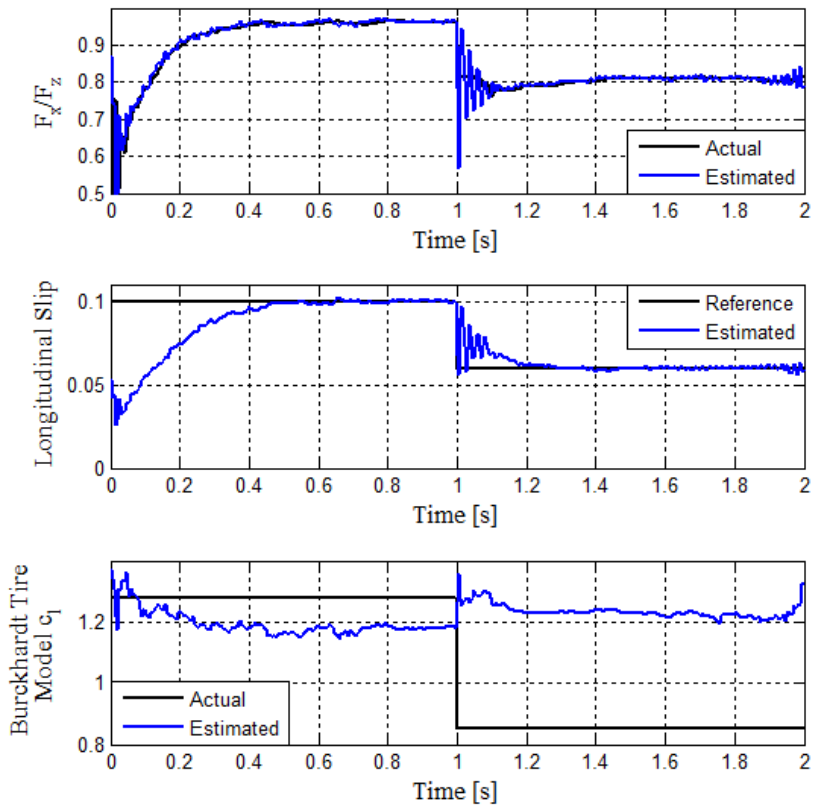 0.9
0.8
0.7
0.6
0.5
Fx/Fz
Actual
Estimated
0 0.2 0.4 0.6 0.8 1 1.2 1.4 1.6 1.8 2
Time [s]
0.1
0.05
0
Longitudinal Slip
Reference
Estimated
0 0.2 0.4 0.6 0.8 1 1.2 1.4 1.6 1.8 2
Time [s]
1.2
1
0.8
Burckhardt Tire
Model c1
Actual
Estimated
0 0.2 0.4 0.6 0.8 1 1.2 1.4 1.6 1.8 2
Time [s]